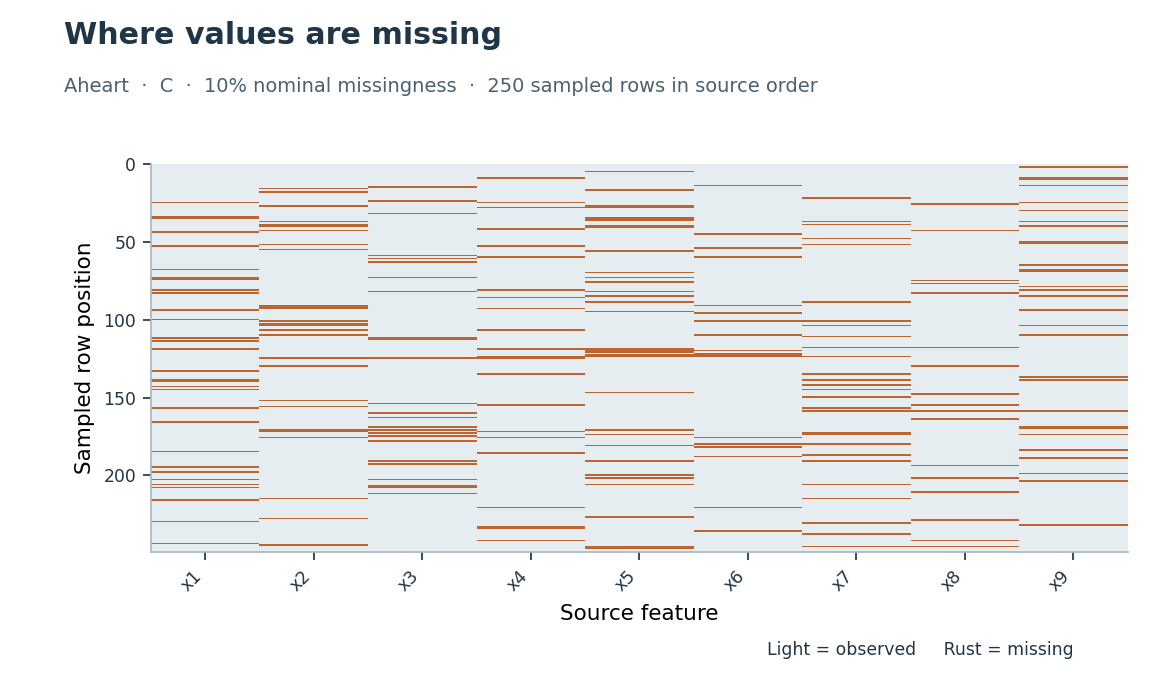 Where values are missing
Aheart · C · 10% nominal missingness · 250 sampled rows in source order
0
50
100
150
200
Sampled row position
x1 x2 x3 x4 x5 x6 x7 x8 x9
Source feature
Light = observed Rust = missing